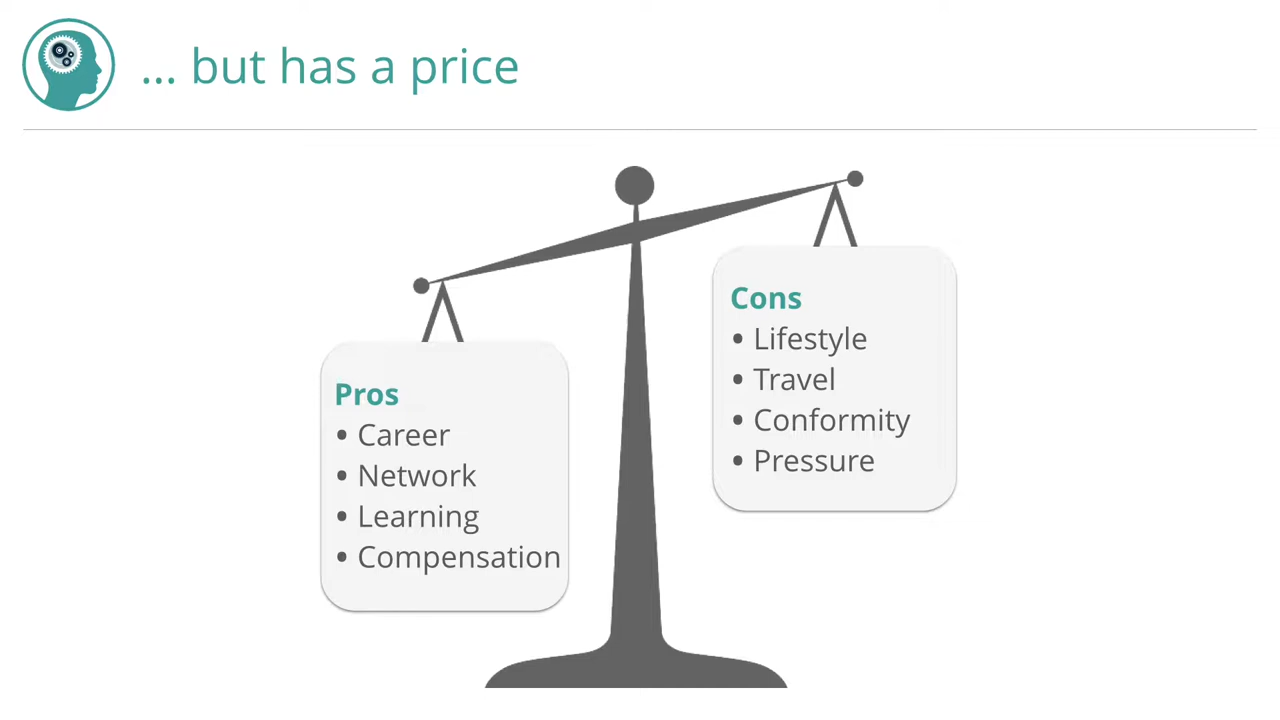 ... but has a price
Pros
• Career
• Network
• Learning
• Compensation
Cons
• Lifestyle
• Travel
• Conformity
• Pressure